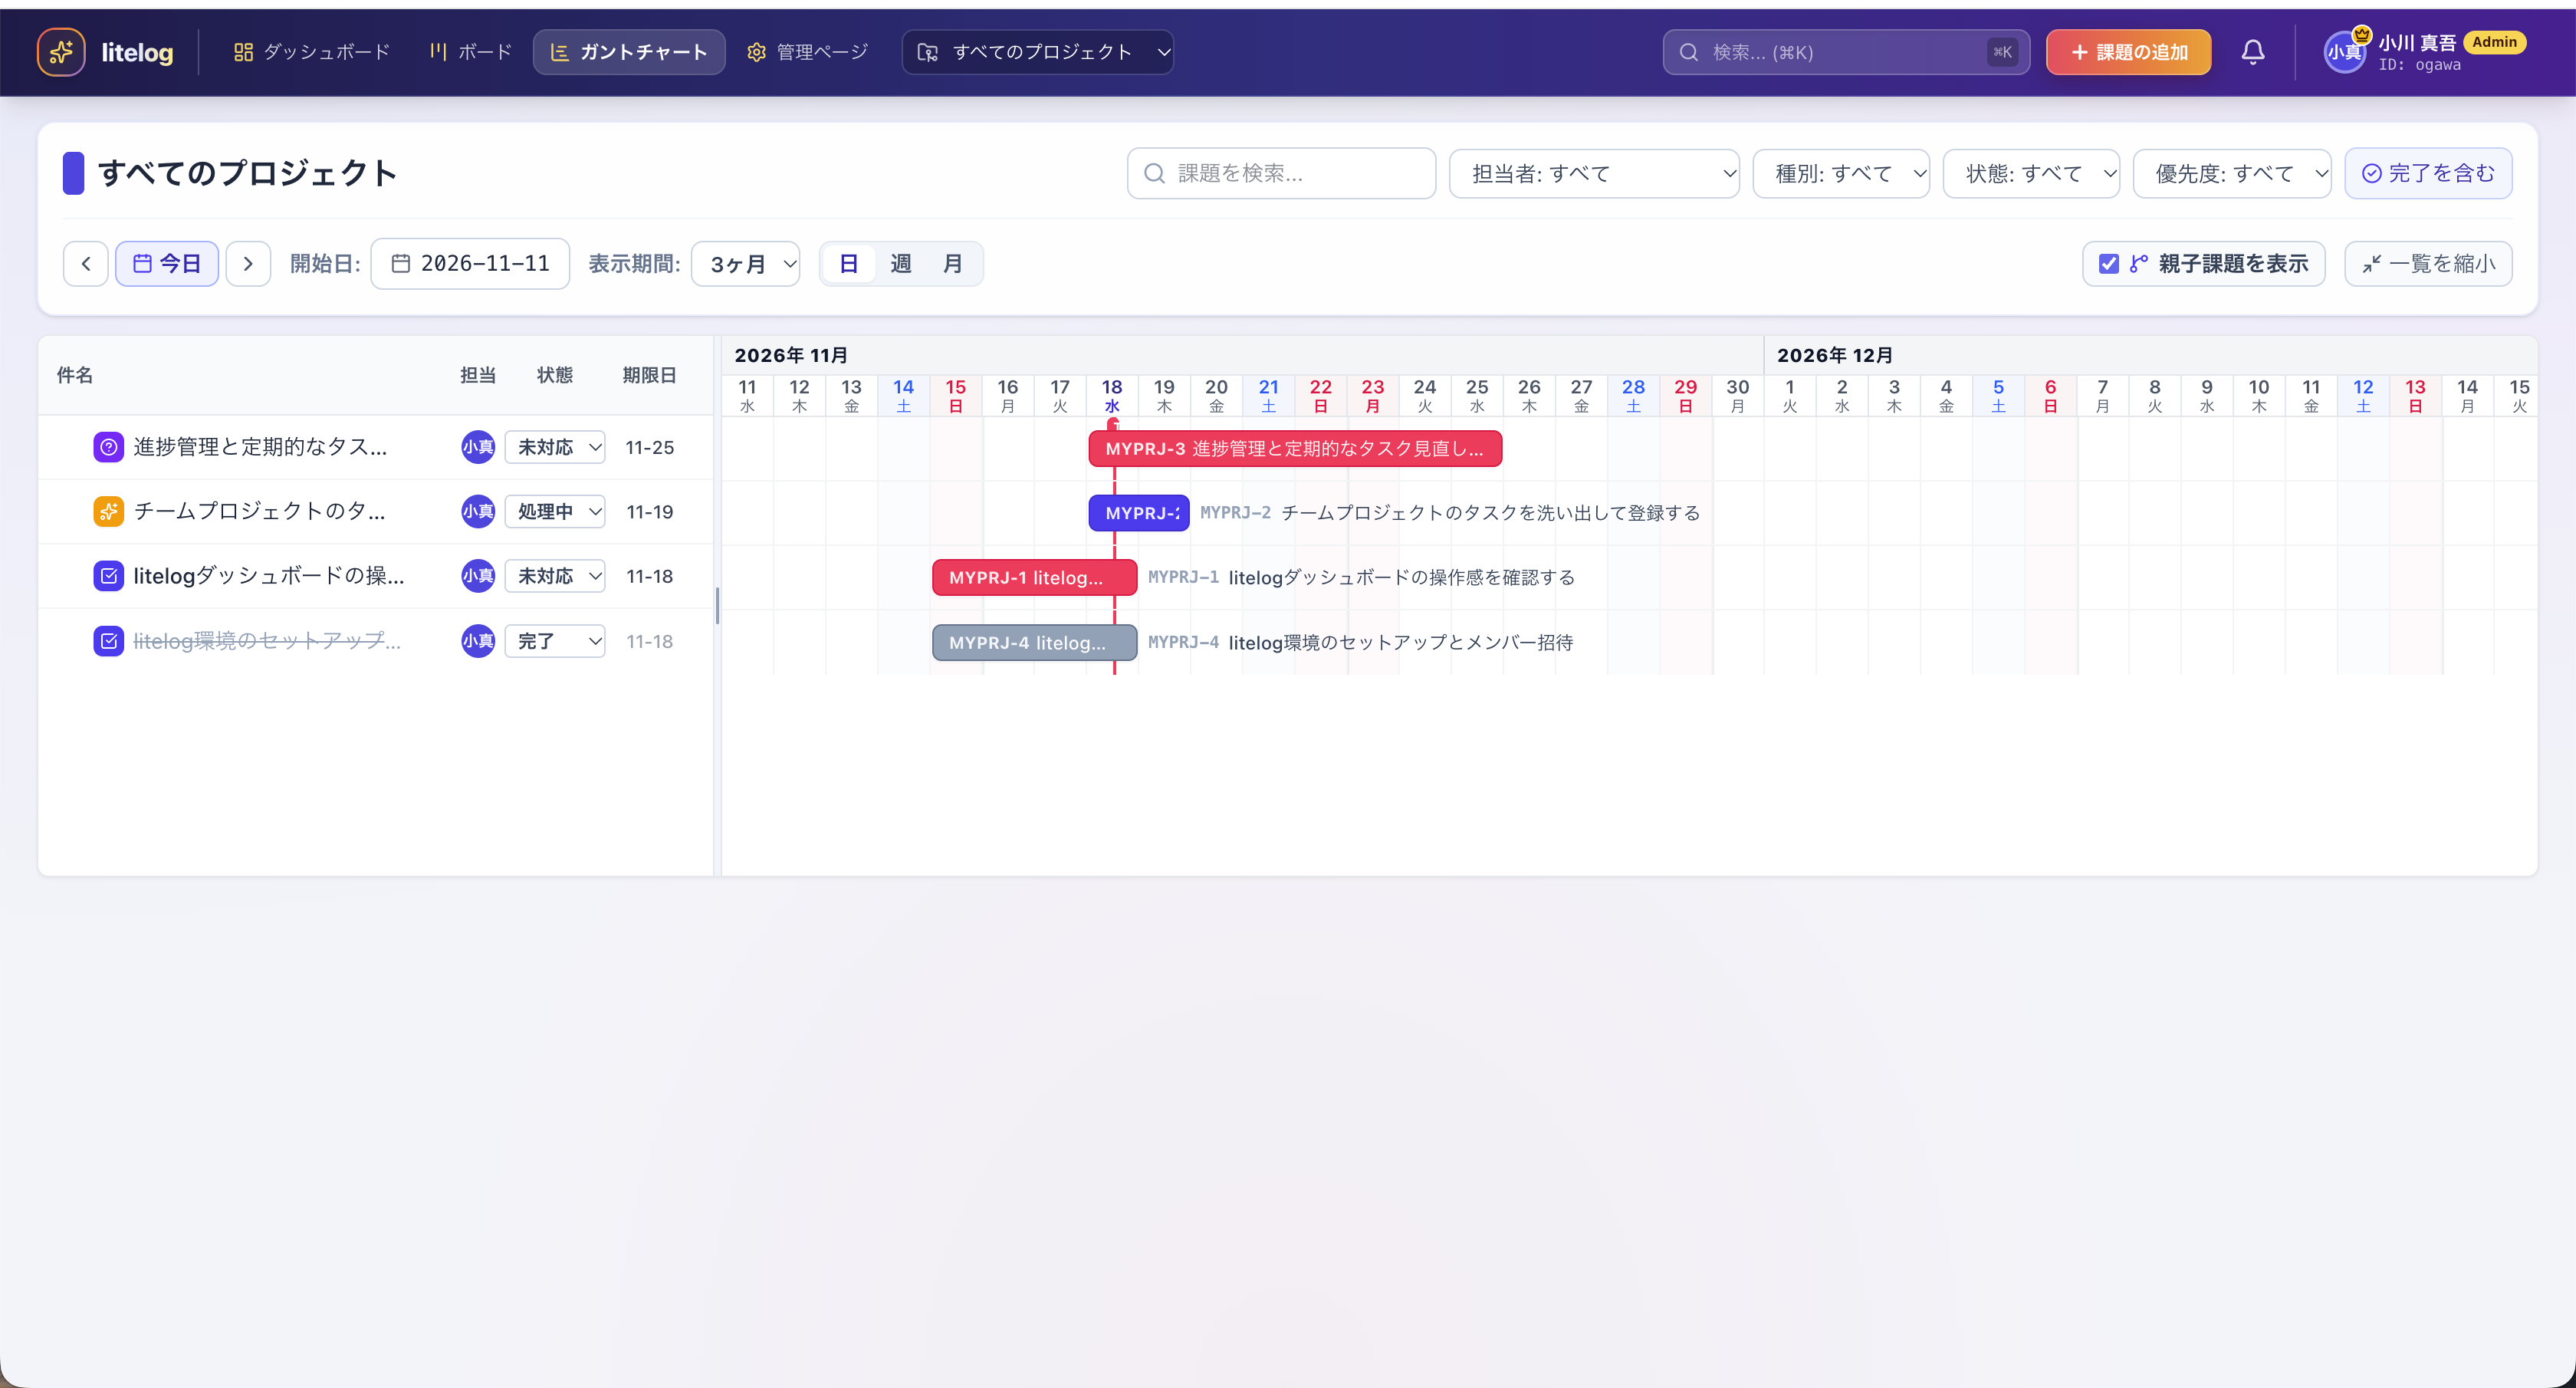 litelog
ダッシュボード
ボード
ガントチャート
管理ページ
すべてのプロジェクト
検索... (⌘K)
⌘K
+ 課題の追加
小真
小川 真吾
Admin
ID: ogawa
すべてのプロジェクト
課題を検索...
担当者: すべて
種別: すべて
状態: すべて
優先度: すべて
完了を含む
今日
開始日:
2026-11-11
表示期間:
3ヶ月
日 週 月
親子課題を表示
一覧を縮小
件名 担当 状態 期限日
2026年 11月 2026年 12月
11 12 13 14 15 16 17 18 19 20 21 22 23 24 25 26 27 28 29 30 1 2 3 4 5 6 7 8 9 10 11 12 13 14 15
水 木 金 土 日 月 火 水 木 金 土 日 月 火 水 木 金 土 日 月 火 水 木 金 土 日 月 火 水 木 金 土 日 月 火
進捗管理と定期的なタス... 小真 未対応 11-25
MYPRJ-3 進捗管理と定期的なタスク見直し...
チームプロジェクトのタ... 小真 処理中 11-19
MYPRJ-2 MYPRJ-2 チームプロジェクトのタスクを洗い出して登録する
litelogダッシュボードの操... 小真 未対応 11-18
MYPRJ-1 litelog... MYPRJ-1 litelogダッシュボードの操作感を確認する
litelog環境のセットアップ... 小真 完了 11-18
MYPRJ-4 litelog... MYPRJ-4 litelog環境のセットアップとメンバー招待